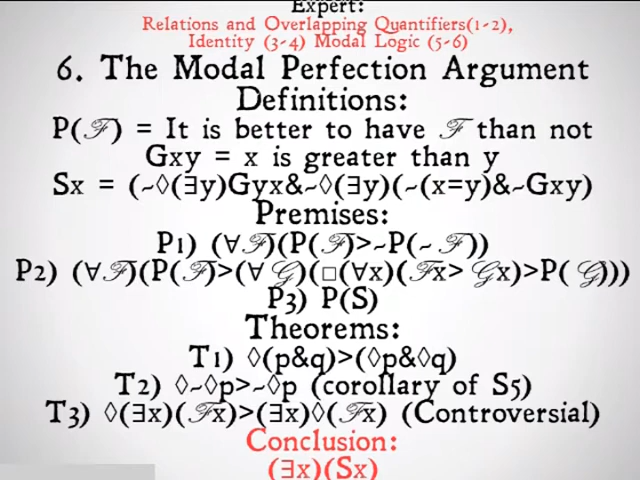 Expert:
Relations and Overlapping Quantifiers(1-2),
Identity (3-4) Modal Logic (5-6)
6. The Modal Perfection Argument
Definitions:
P(ℱ) = It is better to have ℱ than not
Gxy = x is greater than y
Sx = (~◊(∃y)Gyx&~◊(∃y)(~(x=y)&~Gxy)
Premises:
P1) (∀ℱ)(P(ℱ)>~P(~ℱ))
P2) (∀ℱ)(P(ℱ)>(∀𝒢)(□(∀x)(ℱx>𝒢x)>P(𝒢)))
P3) P(S)
Theorems:
T1) ◊(p&q)>(◊p&◊q)
T2) ◊~◊p>~◊p (corollary of S5)
T3) ◊(∃x)(ℱx)>(∃x)◊(ℱx) (Controversial)
Conclusion:
(∃x)(Sx)